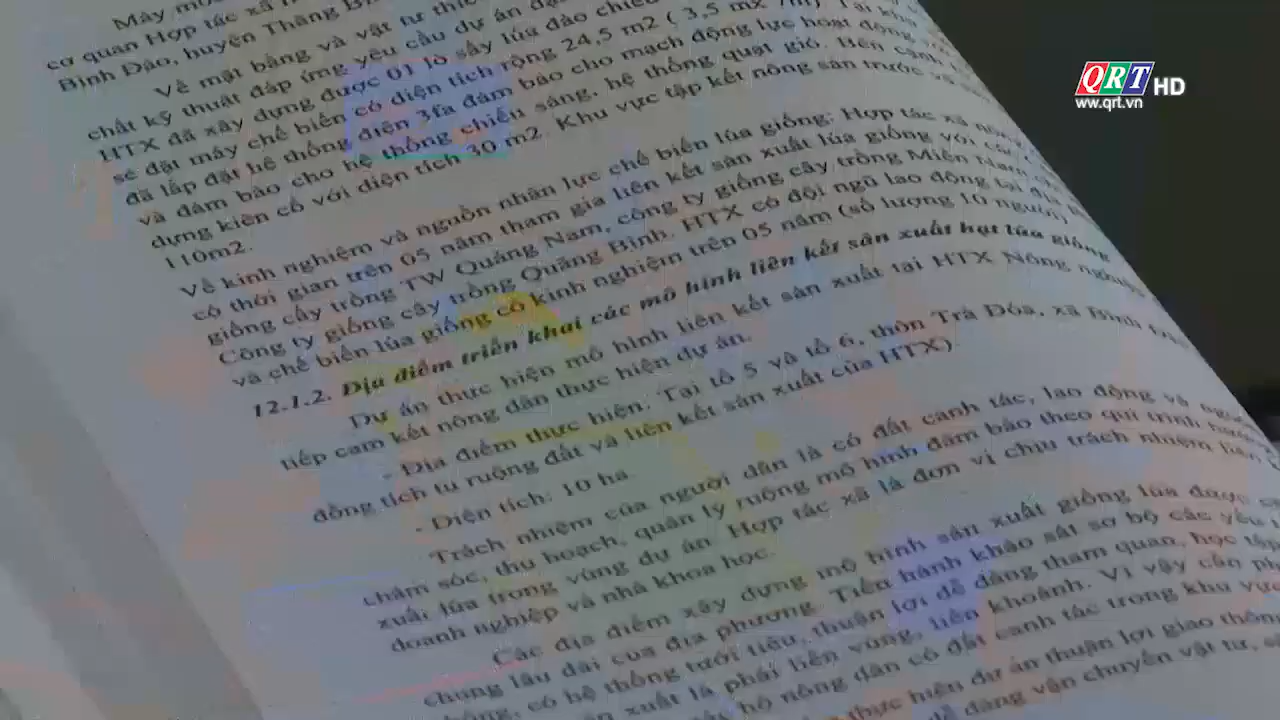 Máy móc
cơ quan Hợp tác xã
Bình Đào, huyện Thăng
Về mặt bằng và vật tư thiế
chất kỹ thuật đáp ứng yêu cầu dự án đặ
HTX đã xây dựng được 01 lò sấy lúa đảo chiều
sẽ đặt máy chế biến có diện tích rộng 24,5 m2 ( 3,5 mx 7m). Tại khu
đã lắp đặt hệ thống điện 3fa đảm bảo cho mạch động lực hoạt động
và đảm bảo cho hệ thống chiếu sáng, hệ thống quạt gió. Bên cạnh
dựng kiên cố với diện tích 30 m2. Khu vực tập kết nông sản trước và
110m2.
Về kinh nghiệm và nguồn nhân lực chế biến lúa giống: Hợp tác xã
có thời gian trên 05 năm tham gia liên kết sản xuất lúa giống với các
giống cây trồng TW Quảng Nam, công ty giống cây trồng Miền Nam
Công ty giống cây trồng Quảng Bình. HTX có đội ngũ lao động tại
và chế biến lúa giống có kinh nghiệm trên 05 năm (số lượng 10 người)
12.1.2. Địa điểm triển khai các mô hình liên kết sản xuất hạt lúa giống
Dự án thực hiện mô hình liên kết sản xuất tại HTX Nông nghiệp
tiếp cam kết nông dân thực hiện dự án.
- Địa điểm thực hiện: Tại tổ 5 và tổ 6, thôn Trà Đóa, xã Bình
đồng tích tụ ruộng đất và liên kết sản xuất của HTX)
- Diện tích: 10 ha
Trách nhiệm của người dân là có đất canh tác, lao động và
chăm sóc, thu hoạch, quản lý ruộng mô hình đảm bảo theo qui trình
xuất lúa trong vùng dự án. Hợp tác xã là đơn vị chịu trách nhiệm liên
doanh nghiệp và nhà khoa học.
Các địa điểm xây dựng mô hình sản xuất giống lúa được
chung lâu dài của địa phương. Tiến hành khảo sát sơ bộ các yếu
có hệ thống tưới tiêu, thuận lợi dễ dàng tham quan, học tập
xuất là phải liền vùng, liền khoảnh. Vì vậy cần
hộ nông dân có đất canh tác trong khu vực
thực hiện dự án thuận lợi giao thông
dễ dàng vận chuyển vật tư,
QRT HD
www.qrt.vn